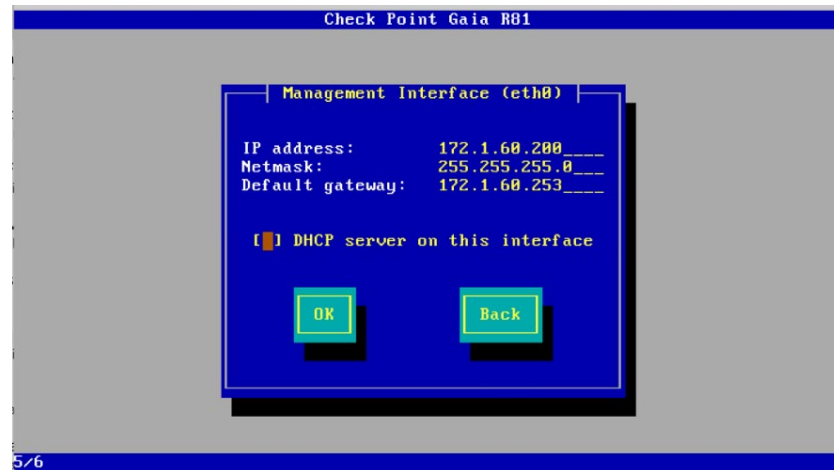 Check Point Gaia R81
Management Interface (eth0)
IP address: 172.1.60.200____
Netmask: 255.255.255.0___
Default gateway: 172.1.60.253____
[ ] DHCP server on this interface
OK Back
5/6